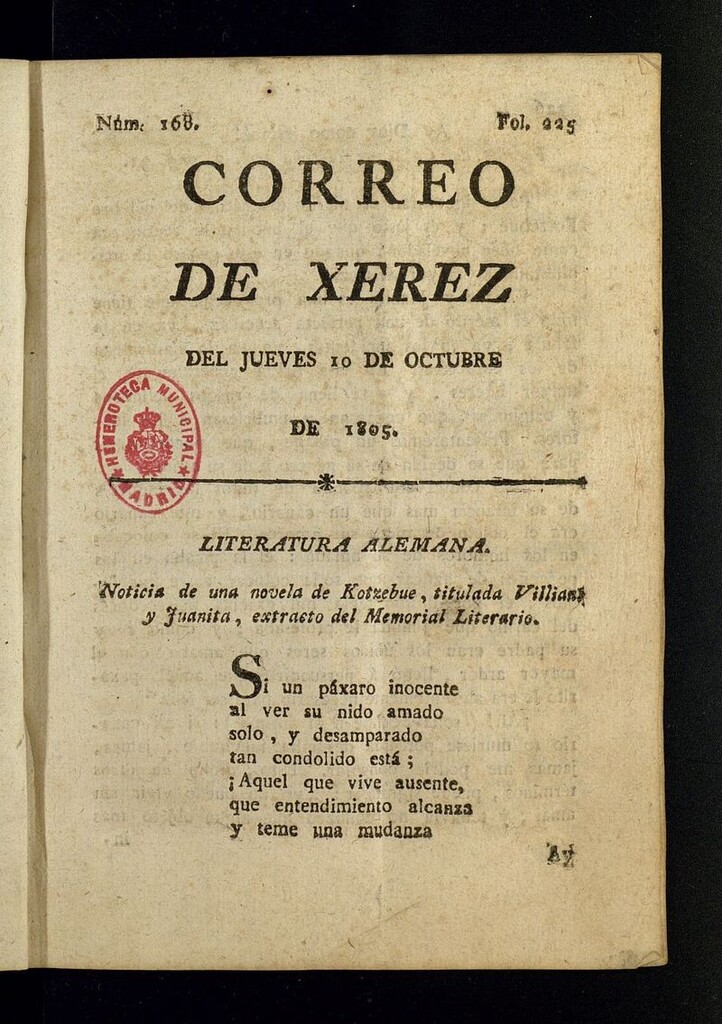 Núm. 168.
Fol. 225
CORREO
DE XEREZ
DEL JUEVES 10 DE OCTUBRE
DE 1805.
HEMEROTECA MUNICIPAL
MADRID
LITERATURA ALEMANA.
Noticia de una novela de Kotzebue, titulada Villians
y Juanita, extracto del Memorial Literario.
Si un páxaro inocente
al ver su nido amado
solo, y desamparado
tan condolido está;
¡Aquel que vive ausente,
que entendimiento alcanza
y teme una mudanza
Ay